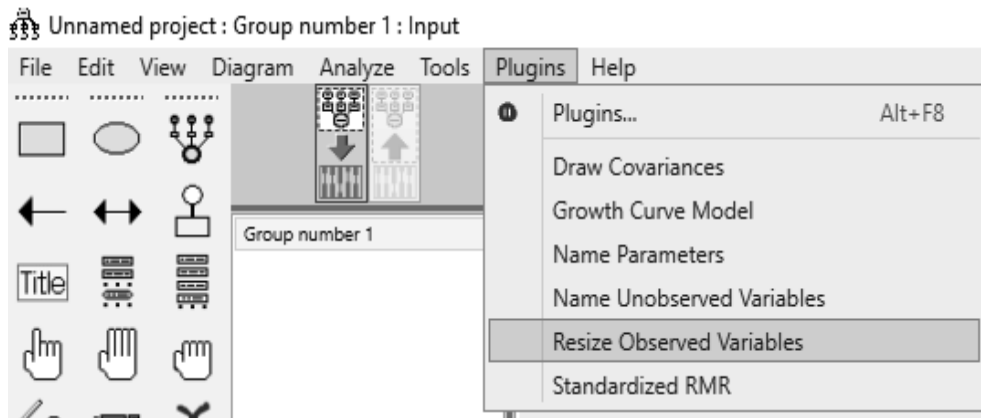 Unnamed project : Group number 1 : Input
File Edit View Diagram Analyze Tools Plugins Help
Plugins... Alt+F8
Draw Covariances
Growth Curve Model
Group number 1
Name Parameters
Title
Name Unobserved Variables
Resize Observed Variables
Standardized RMR